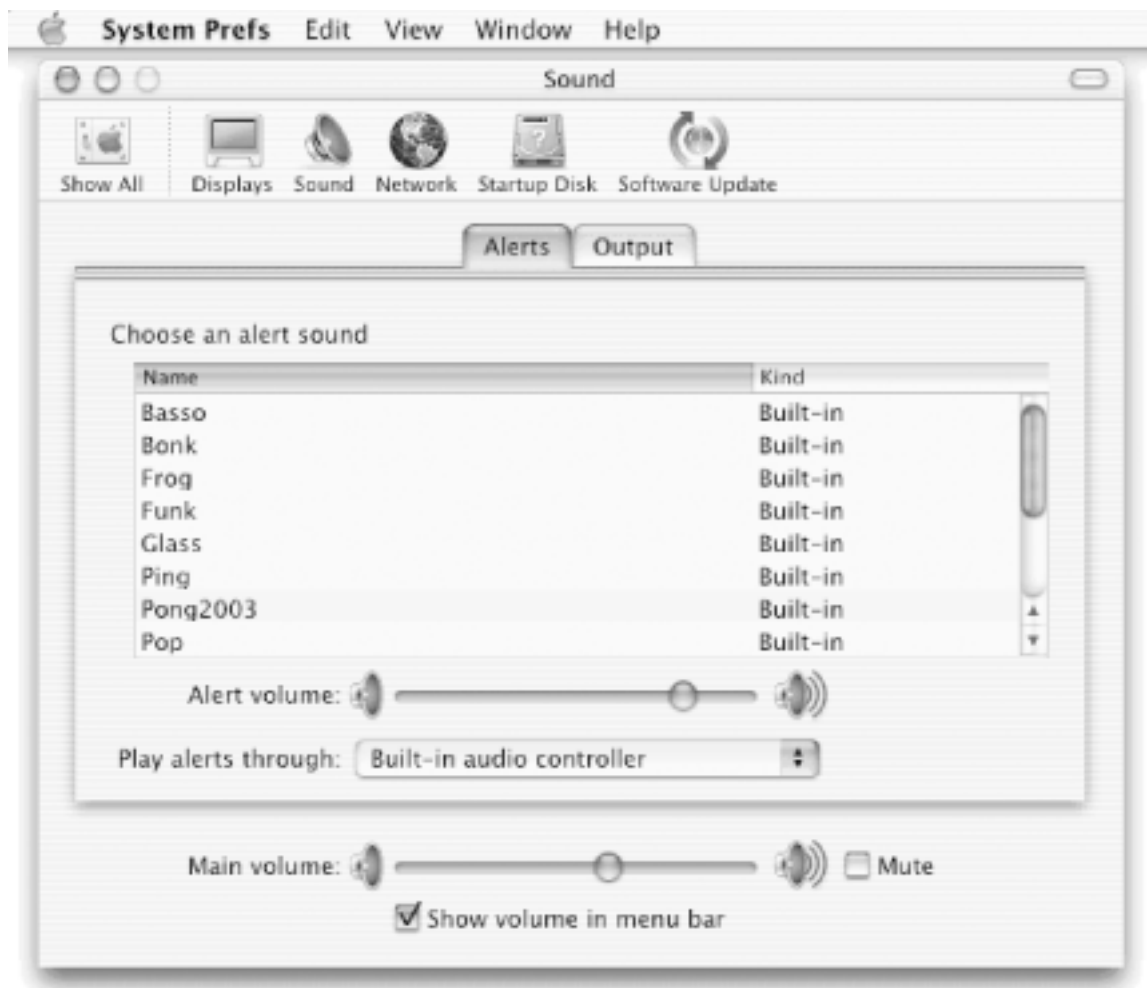 System Prefs Edit View Window Help
Sound
Show All Displays Sound Network Startup Disk Software Update
Alerts Output
Choose an alert sound
Name Kind
Basso Built-in
Bonk Built-in
Frog Built-in
Funk Built-in
Glass Built-in
Ping Built-in
Pong2003 Built-in
Pop Built-in
Alert volume:
Play alerts through: Built-in audio controller
Main volume: Mute
Show volume in menu bar